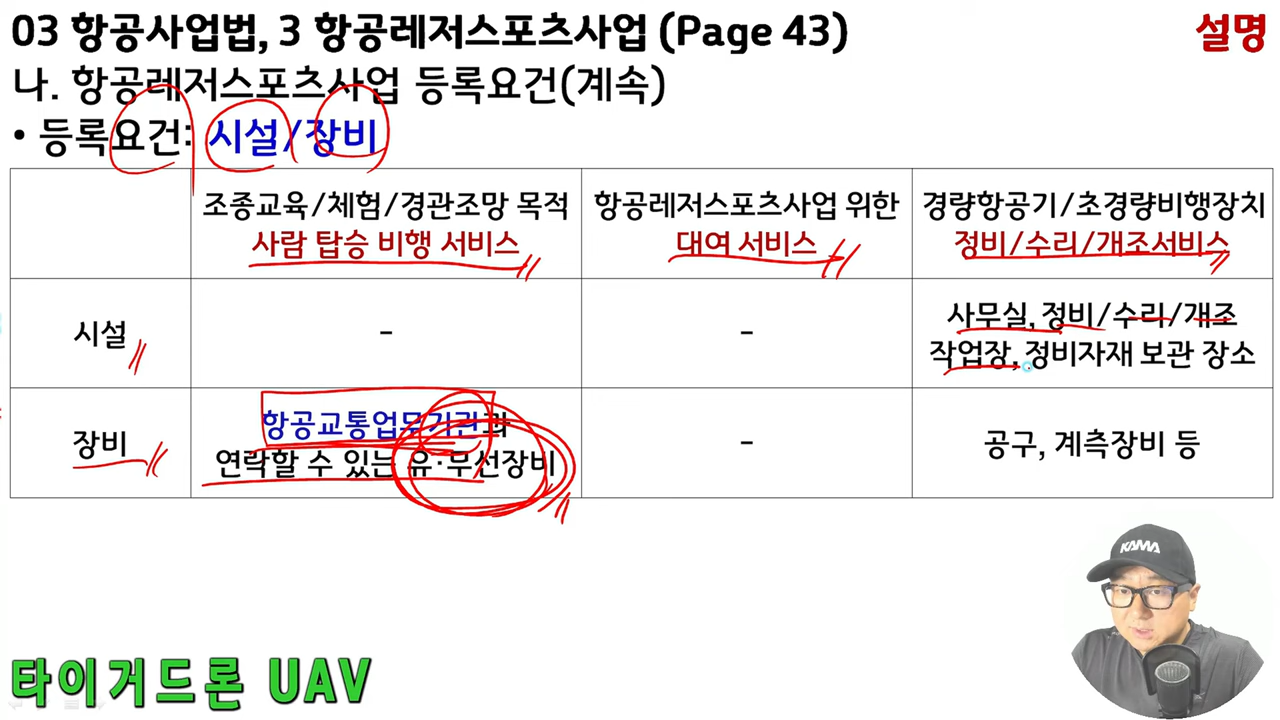 03 항공사업법, 3 항공레저스포츠사업 (Page 43)
설명
나. 항공레저스포츠사업 등록요건(계속)
• 등록요건: 시설/장비
조종교육/체험/경관조망 목적
사람 탑승 비행 서비스
항공레저스포츠사업 위한
대여 서비스
경량항공기/초경량비행장치
정비/수리/개조서비스
시설
-
-
사무실, 정비/수리/개조
작업장, 정비자재 보관 장소
장비
항공교통업무기관과
연락할 수 있는 유·무선장비
-
공구, 계측장비 등
KAMA
타이거드론 UAV